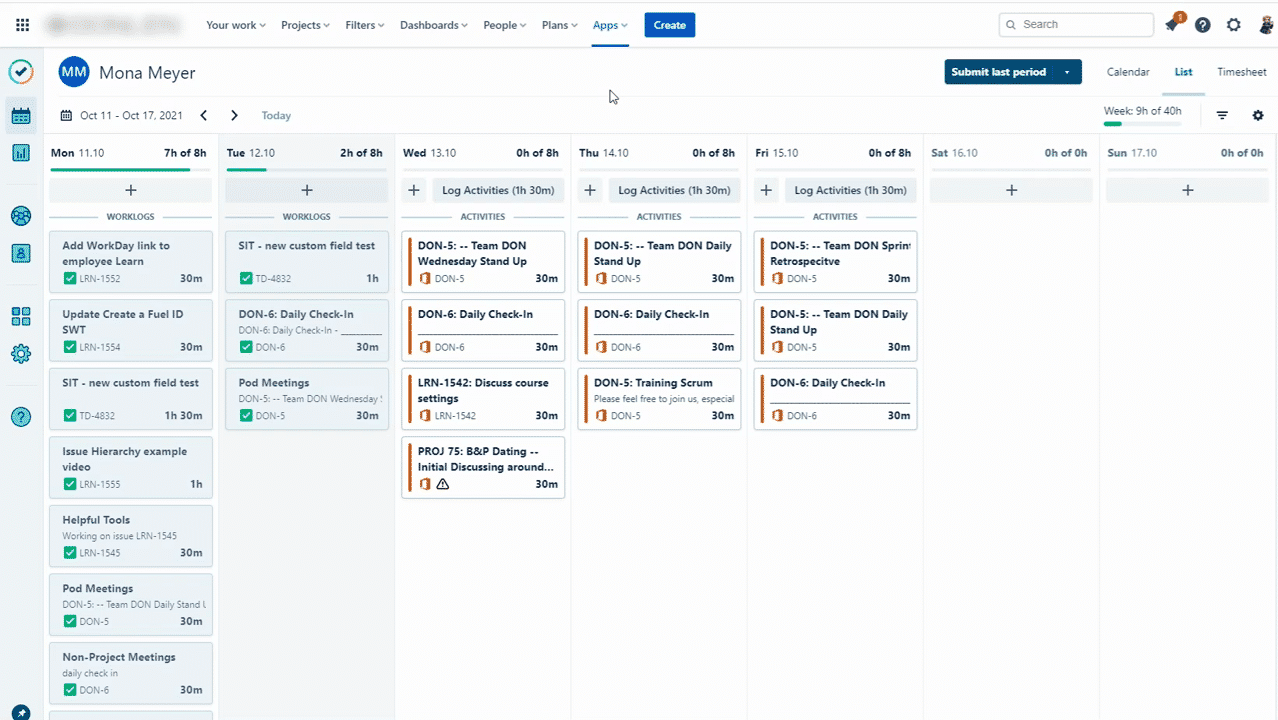 Your work
Projects
Filters
Dashboards
People
Plans
Apps
Create
Search
1
MM
Mona Meyer
Submit last period
Calendar
List
Timesheet
Oct 11 - Oct 17, 2021
Today
Week: 9h of 40h
Mon 11.10
7h of 8h
Tue 12.10
2h of 8h
Wed 13.10
0h of 8h
Thu 14.10
0h of 8h
Fri 15.10
0h of 8h
Sat 16.10
0h of 0h
Sun 17.10
0h of 0h
Log Activities (1h 30m)
Log Activities (1h 30m)
Log Activities (1h 30m)
WORKLOGS
WORKLOGS
ACTIVITIES
ACTIVITIES
ACTIVITIES
Add WorkDay link to
employee Learn
LRN-1552
30m
Update Create a Fuel ID
SWT
LRN-1554
30m
SIT - new custom field test
TD-4832
1h 30m
Issue Hierarchy example
video
LRN-1555
1h
Helpful Tools
Working on issue LRN-1545
LRN-1545
30m
Pod Meetings
DON-5: -- Team DON Daily Stand U
DON-5
30m
Non-Project Meetings
daily check in
DON-6
30m
SIT - new custom field test
TD-4832
1h
DON-6: Daily Check-In
DON-6: Daily Check-In - __________
DON-6
30m
Pod Meetings
DON-5: -- Team DON Wednesday S
DON-5
30m
DON-5: -- Team DON
Wednesday Stand Up
DON-5
30m
DON-6: Daily Check-In
DON-6
30m
LRN-1542: Discuss course
settings
LRN-1542
30m
PROJ 75: B&P Dating --
Initial Discussing around...
30m
DON-5: -- Team DON Daily
Stand Up
DON-5
30m
DON-6: Daily Check-In
DON-6
30m
DON-5: Training Scrum
Please feel free to join us, especial
DON-5
30m
DON-5: -- Team DON Sprint
Retrospecitve
DON-5
30m
DON-5: -- Team DON Daily
Stand Up
DON-5
30m
DON-6: Daily Check-In
DON-6
30m